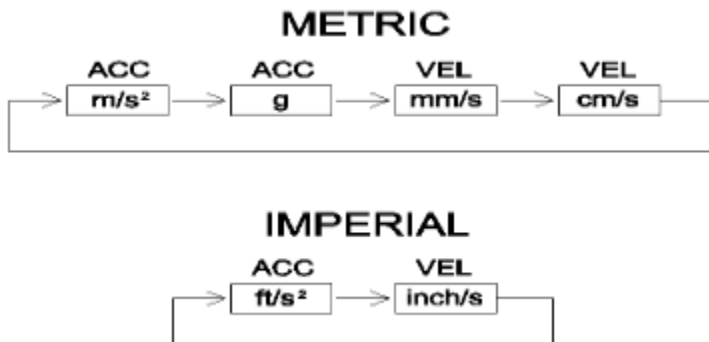 METRIC
ACC ACC VEL VEL
m/s² g mm/s cm/s
IMPERIAL
ACC VEL
ft/s² inch/s